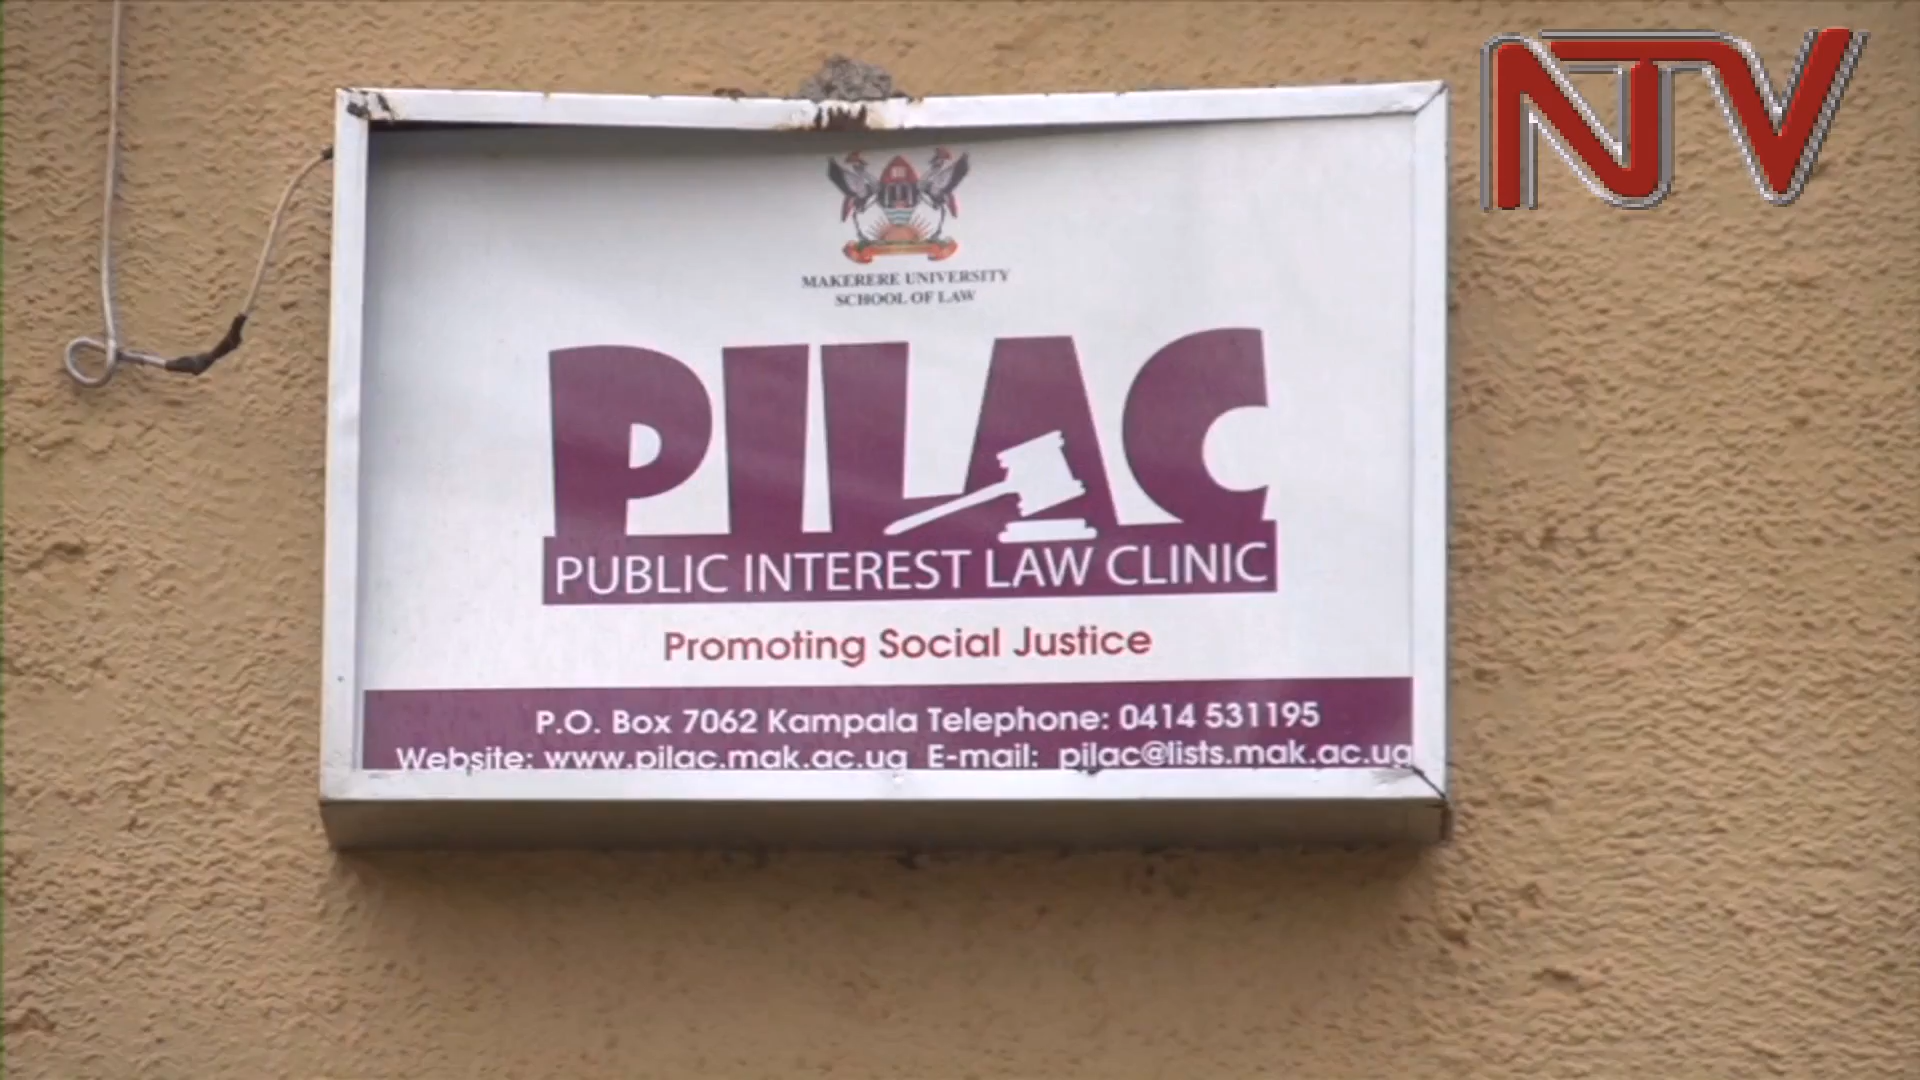 NTV
MAKERERE UNIVERSITY
SCHOOL OF LAW
PILAC
PUBLIC INTEREST LAW CLINIC
Promoting Social Justice
P.O. Box 7062 Kampala Telephone: 0414 531195
Website: www.pilac.mak.ac.ug E-mail: pilac@lists.mak.ac.ug